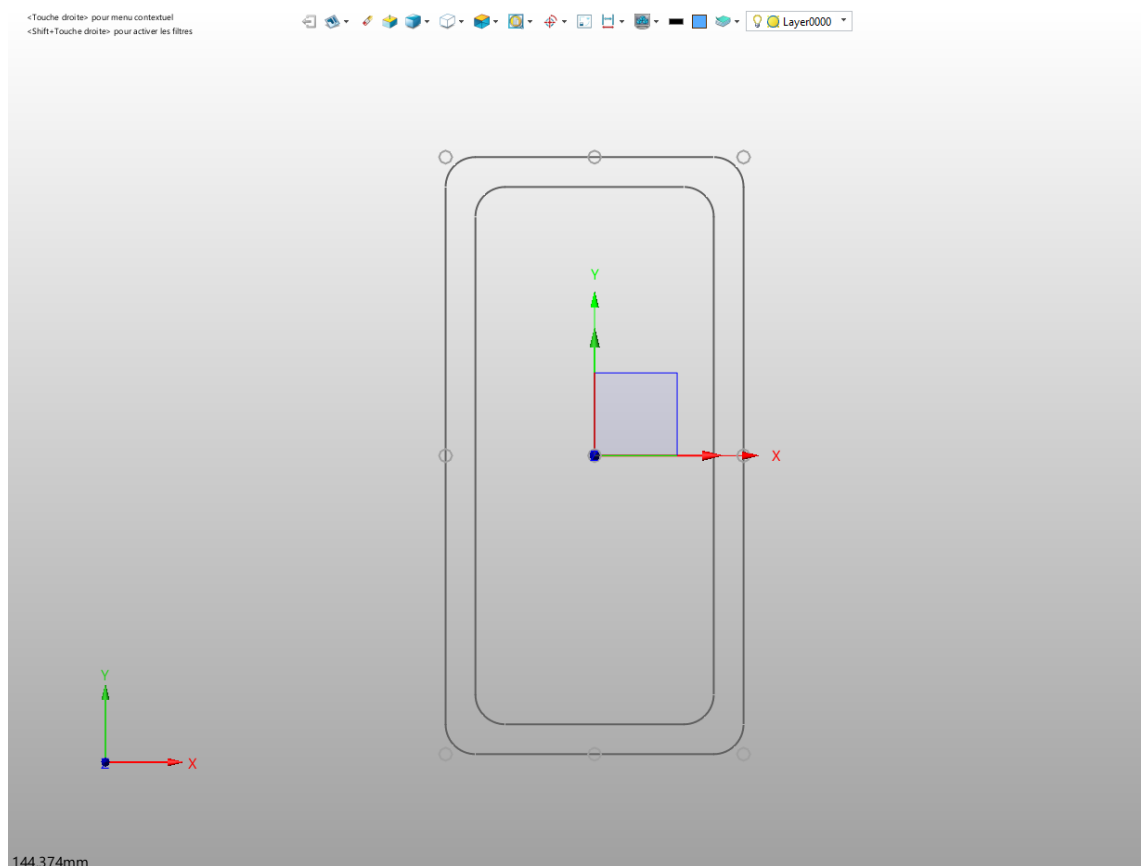 <Touche droite> pour menu contextuel
<Shift+Touche droite> pour activer les filtres
Layer0000
Y
X
Y
X
Z
144.374mm